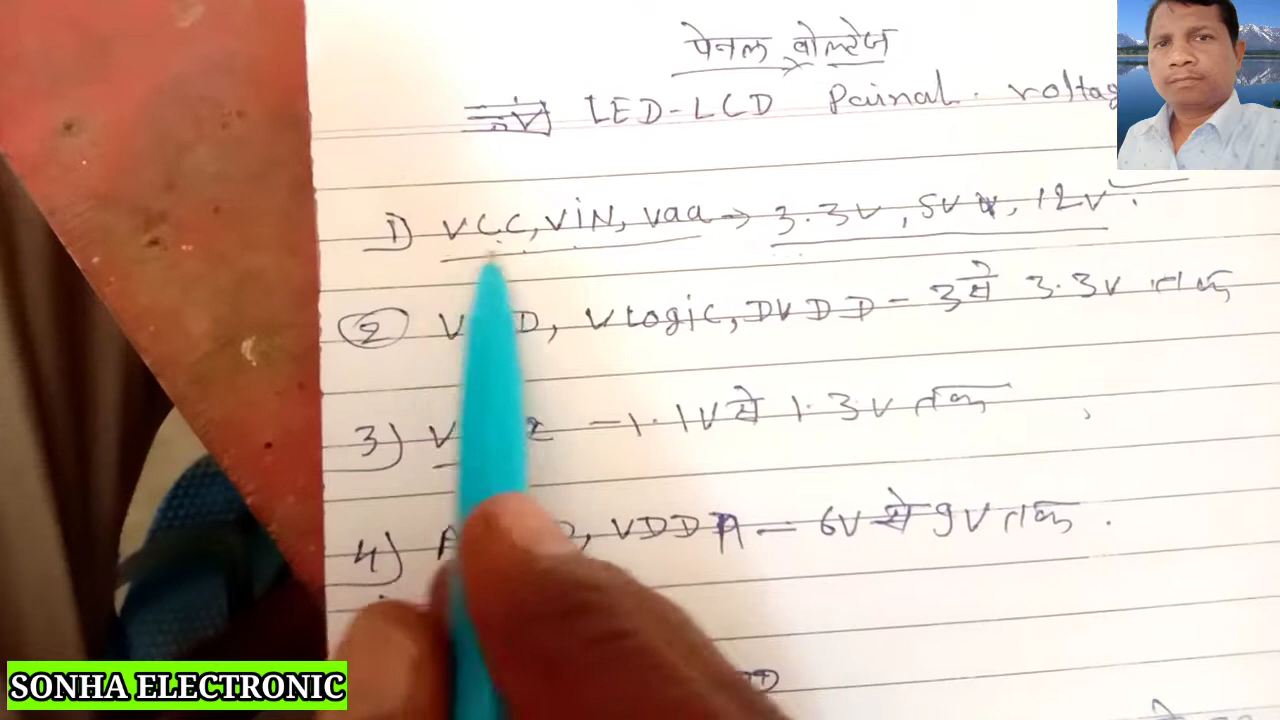 पेनल वोल्टेज
LED-LCD Painal voltag
1) VCC, VIN, Vaa → 3.3V, 5V, 12V.
2 V D, VLogic, DVDD - 3 से 3.3V तक
3) V - 1.1V से 1.3V तक
4) A , VDDA — 6V से 9V तक.
SONHA ELECTRONIC